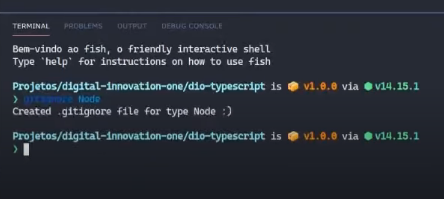 TERMINAL PROBLEMS OUTPUT DEBUG CONSOLE
Bem-vindo ao fish, o friendly interactive shell
Type `help` for instructions on how to use fish
Projetos/digital-innovation-one/dio-typescript is 📦 v1.0.0 via ⬢ v14.15.1
❯ gitignore Node
Created .gitignore file for type Node :)
Projetos/digital-innovation-one/dio-typescript is 📦 v1.0.0 via ⬢ v14.15.1
❯